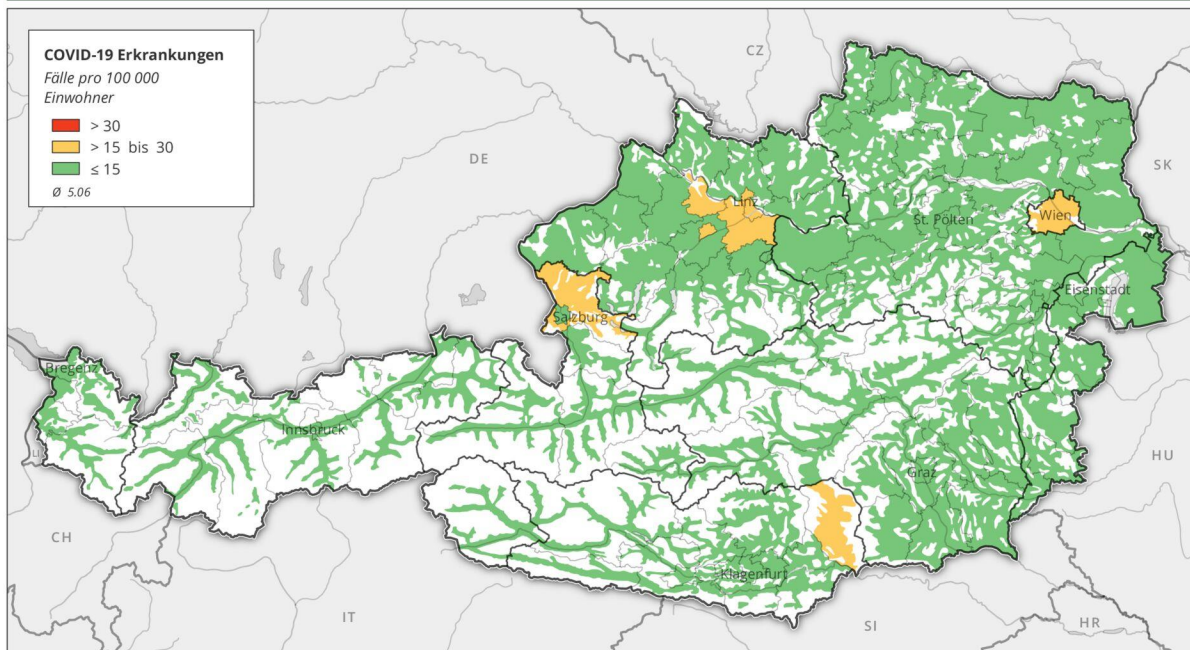 COVID-19 Erkrankungen
Fälle pro 100 000
Einwohner
> 30
> 15 bis 30
≤ 15
Ø 5.06
CZ
DE
SK
Linz
St. Pölten
Wien
Eisenstadt
Salzburg
Bregenz
Innsbruck
Graz
HU
CH
Klagenfurt
IT
SI
HR